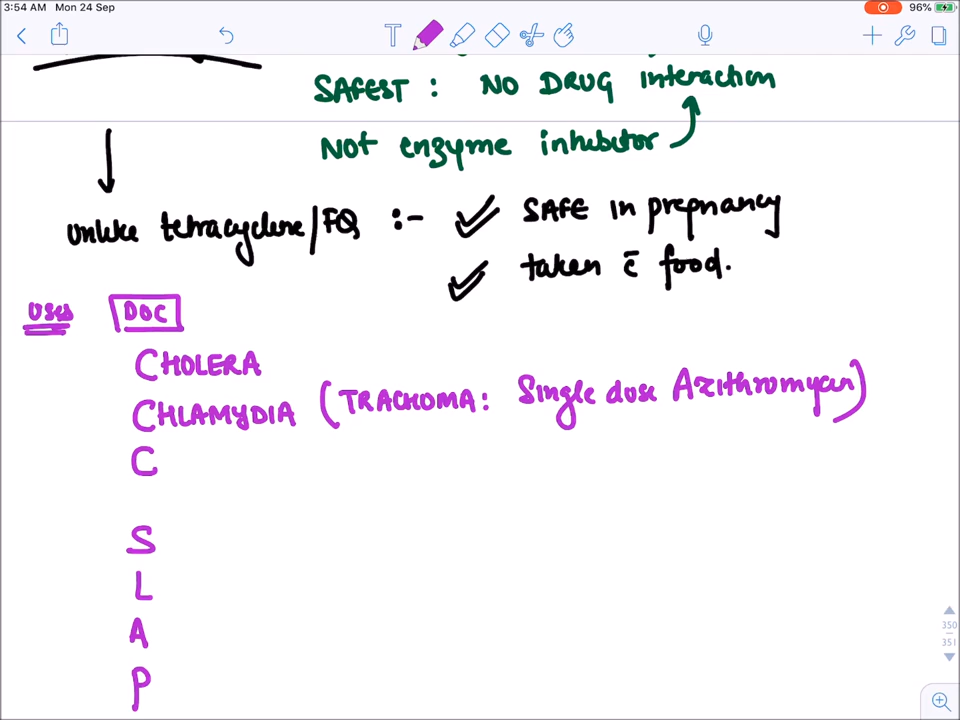 3:54 AM Mon 24 Sep
96%
T
SAFEST : NO DRUG interaction
Not enzyme inhibitor
unlike tetracycline/FQ :- SAFE in pregnancy
taken c̄ food.
Uses DOC
CHOLERA
CHLAMYDIA (TRACHOMA: Single dose Azithromycin)
C
S
L
A
P
350
351